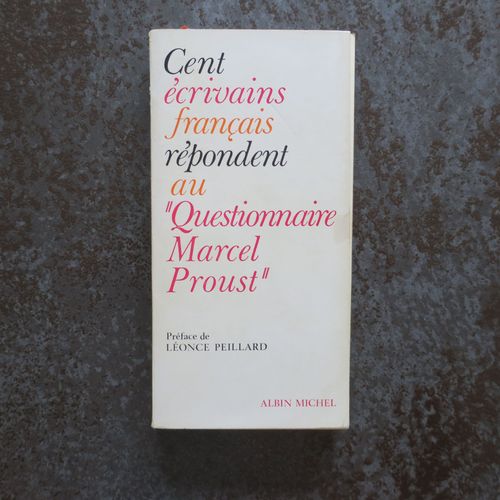 Cent
écrivains
français
répondent
au
"Questionnaire
Marcel
Proust"
Préface de
LÉONCE PEILLARD
ALBIN MICHEL